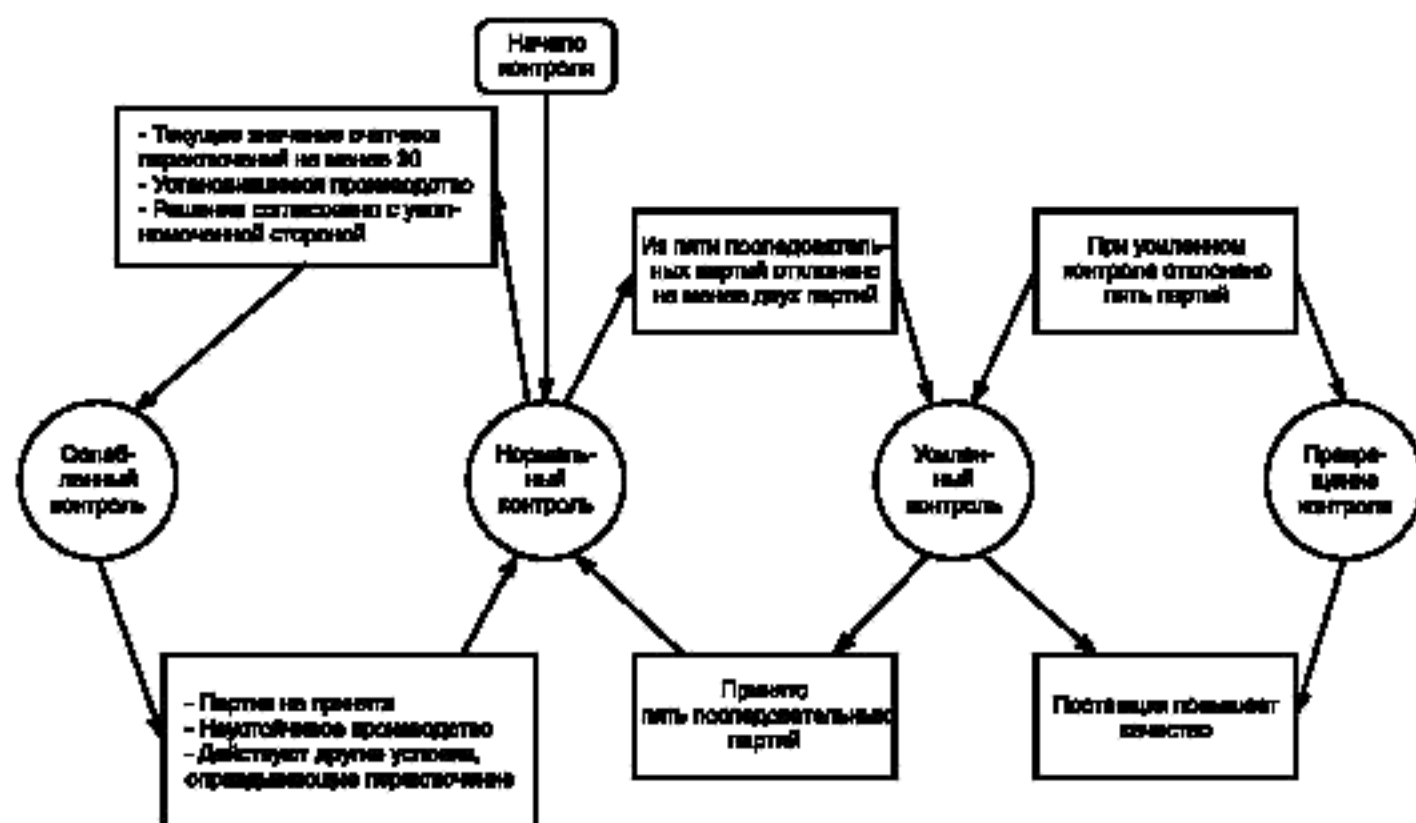 Начало
контроля
- Текущее значение счетчика
переключений не менее 30
- Установившееся производство
- Решение согласовано с упол-
номоченной стороной
Из пяти последователь-
ных партий отклонено
не менее двух партий
При усиленном
контроле отклонено
пять партий
Ослаб-
ленный
контроль
Нормаль-
ный
контроль
Усилен-
ный
контроль
Прекра-
щение
контроля
- Партия не принята
- Неустойчивое производство
- Действуют другие условия,
оправдывающие переключение
Принято
пять последовательных
партий
Поставщик повышает
качество